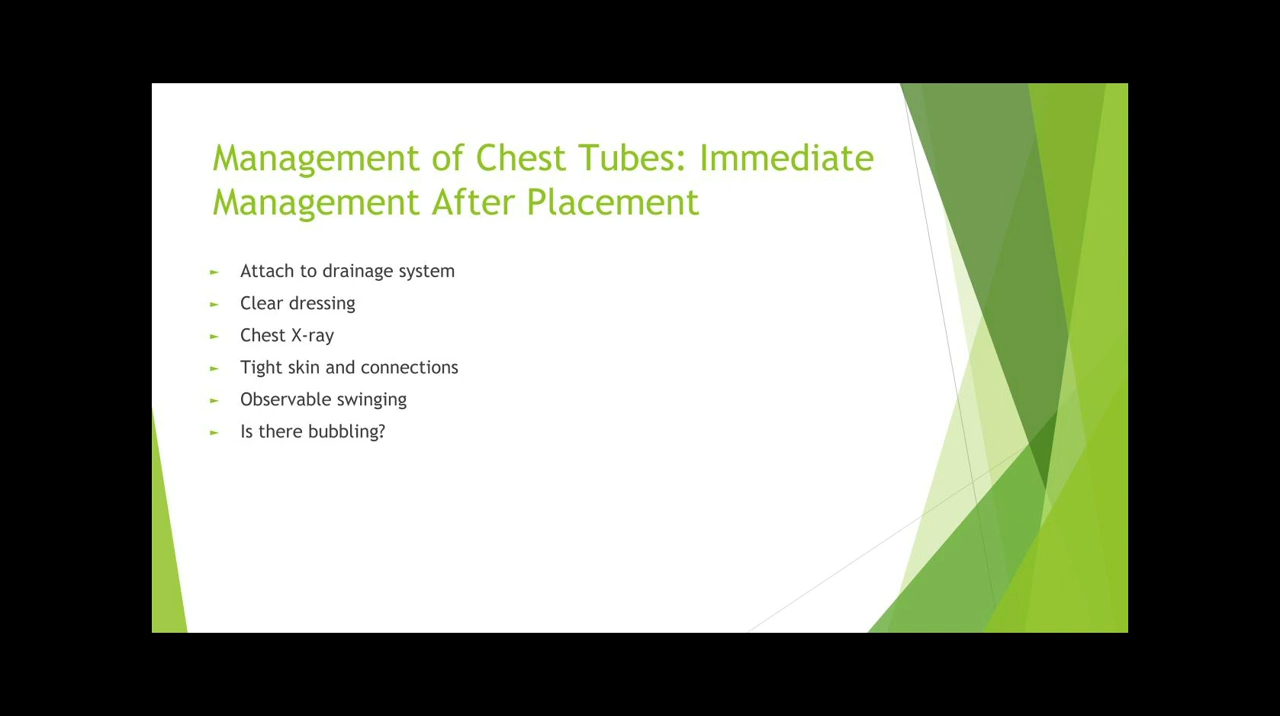 Management of Chest Tubes: Immediate
Management After Placement
► Attach to drainage system
► Clear dressing
► Chest X-ray
► Tight skin and connections
► Observable swinging
► Is there bubbling?